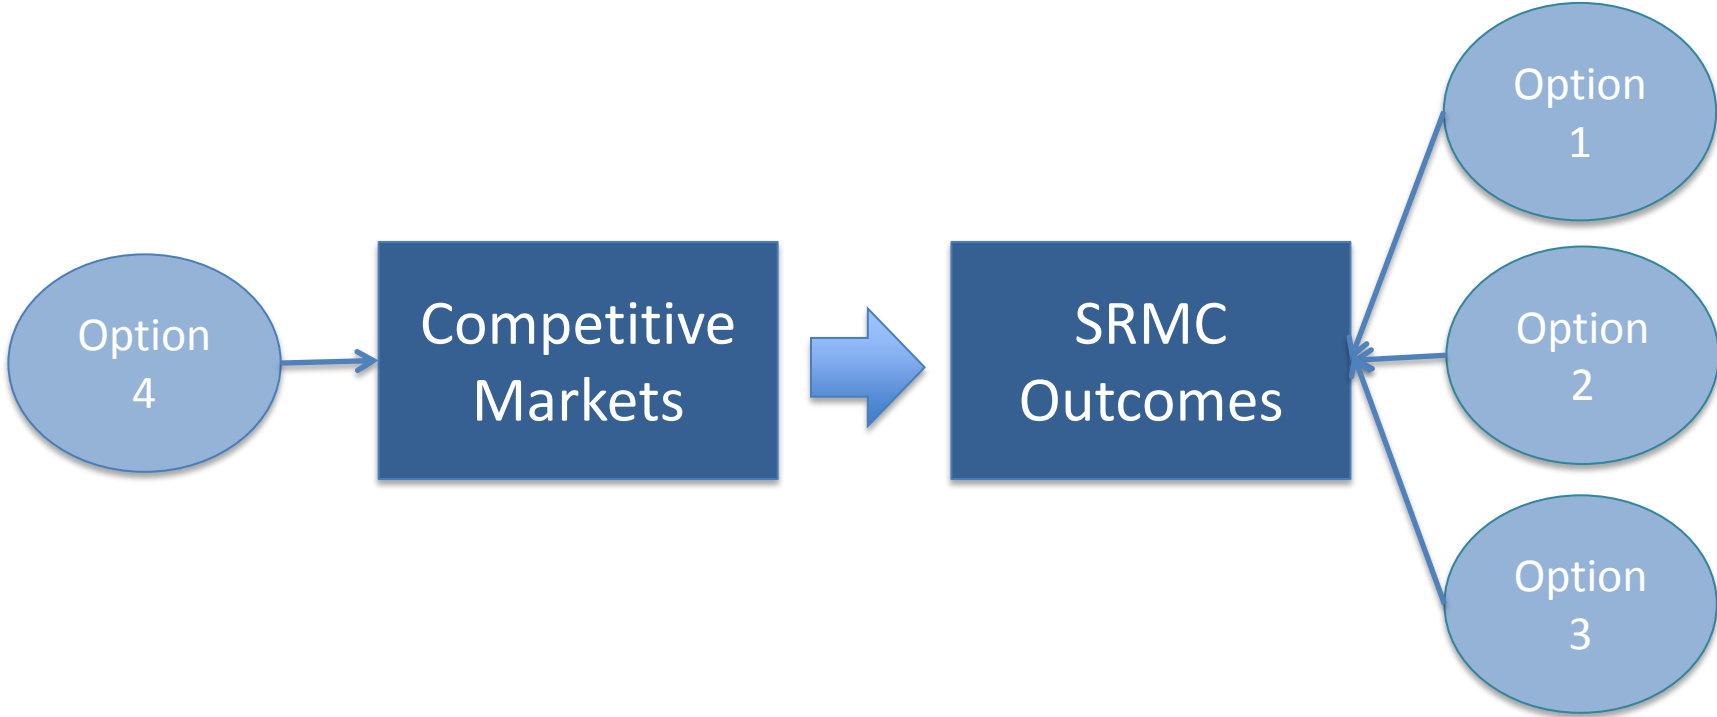 Option
4
Competitive
Markets
SRMC
Outcomes
Option
1
Option
2
Option
3